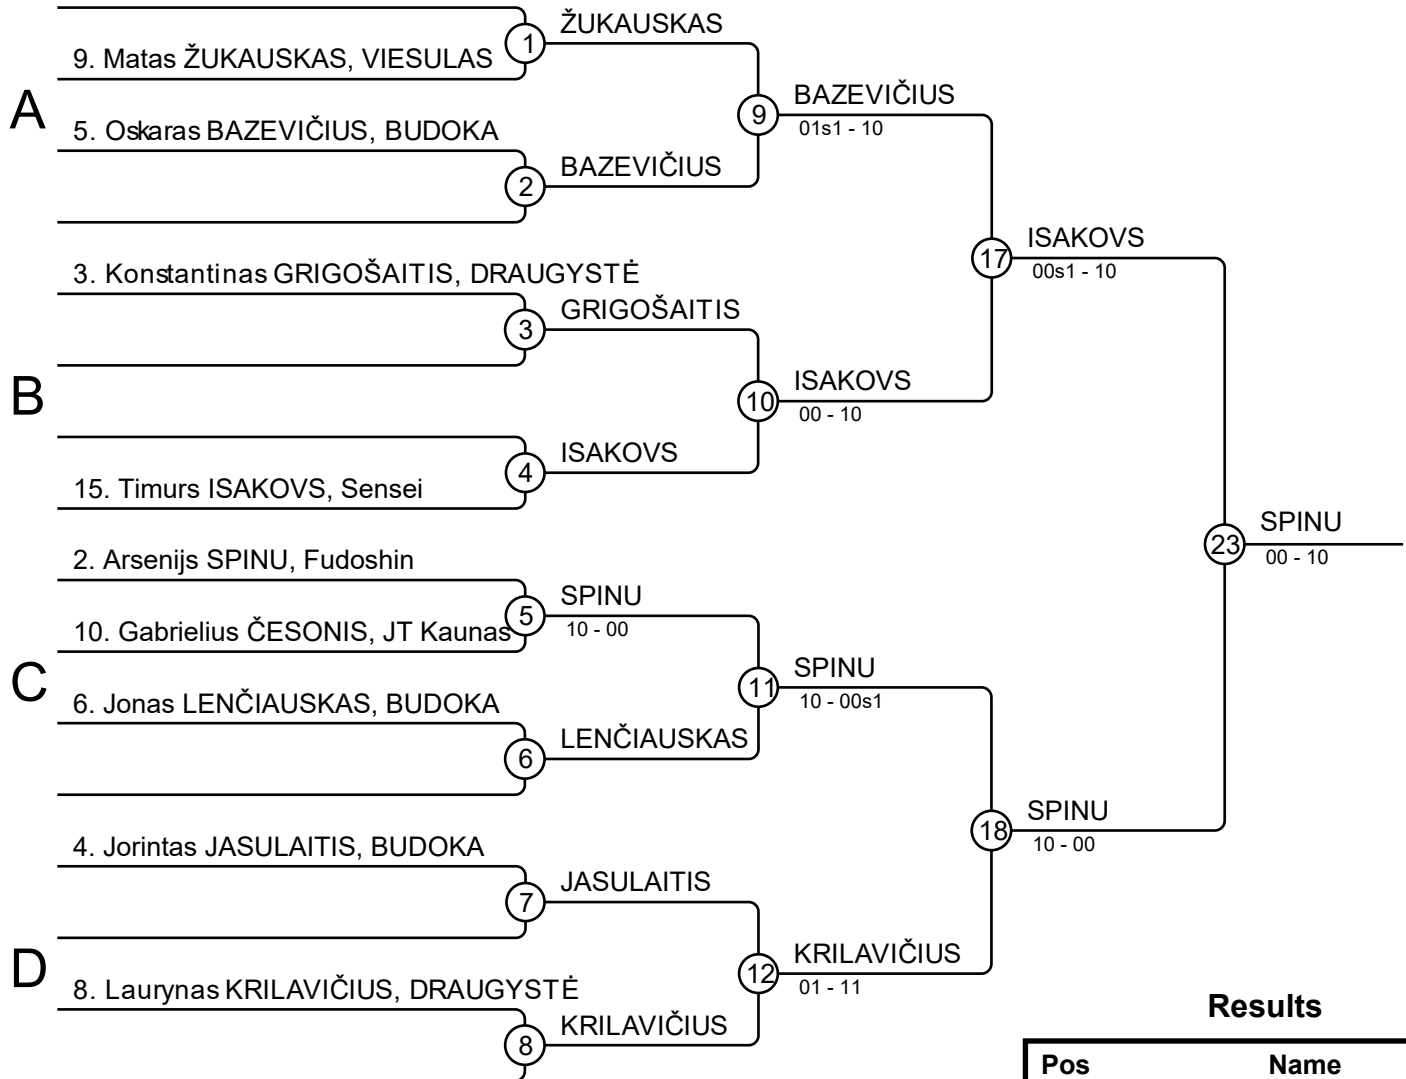 ŽUKAUSKAS
1
9. Matas ŽUKAUSKAS, VIESULAS
A
BAZEVIČIUS
9
01s1 - 10
5. Oskaras BAZEVIČIUS, BUDOKA
BAZEVIČIUS
2
ISAKOVS
17
00s1 - 10
3. Konstantinas GRIGOŠAITIS, DRAUGYSTĖ
GRIGOŠAITIS
3
B
ISAKOVS
10
00 - 10
ISAKOVS
4
15. Timurs ISAKOVS, Sensei
SPINU
23
00 - 10
2. Arsenijs SPINU, Fudoshin
SPINU
5
10 - 00
10. Gabrielius ČESONIS, JT Kaunas
C
SPINU
11
10 - 00s1
6. Jonas LENČIAUSKAS, BUDOKA
LENČIAUSKAS
6
SPINU
18
10 - 00
4. Jorintas JASULAITIS, BUDOKA
JASULAITIS
7
D
KRILAVIČIUS
12
01 - 11
8. Laurynas KRILAVIČIUS, DRAUGYSTĖ
KRILAVIČIUS
8
Results
Pos Name